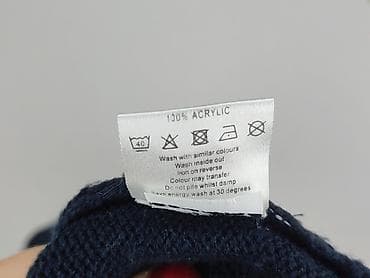 100% ACRYLIC
40
Wash with similar colours
Wash inside out
Iron on reverse
Colour may transfer
Do not pile whilst damp
Save energy wash at 30 degrees